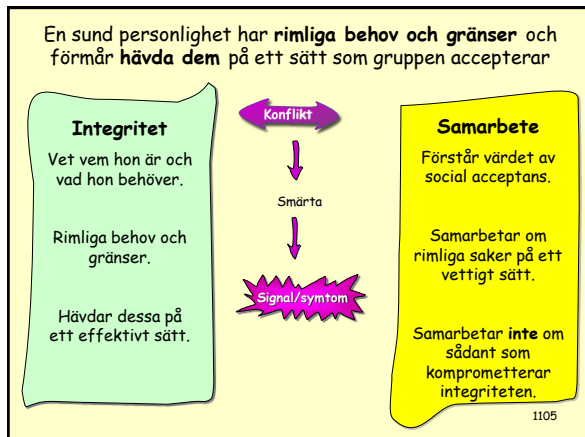 En sund personlighet har rimliga behov och gränser och
förmår hävda dem på ett sätt som gruppen accepterar
Integritet
Vet vem hon är och
vad hon behöver.
Rimliga behov och
gränser.
Hävdar dessa på
ett effektivt sätt.
Konflikt
Smärta
Signal/symtom
Samarbete
Förstår värdet av
social acceptans.
Samarbetar om
rimliga saker på ett
vettigt sätt.
Samarbetar inte om
sådant som
komprometterar
integriteten.
1105